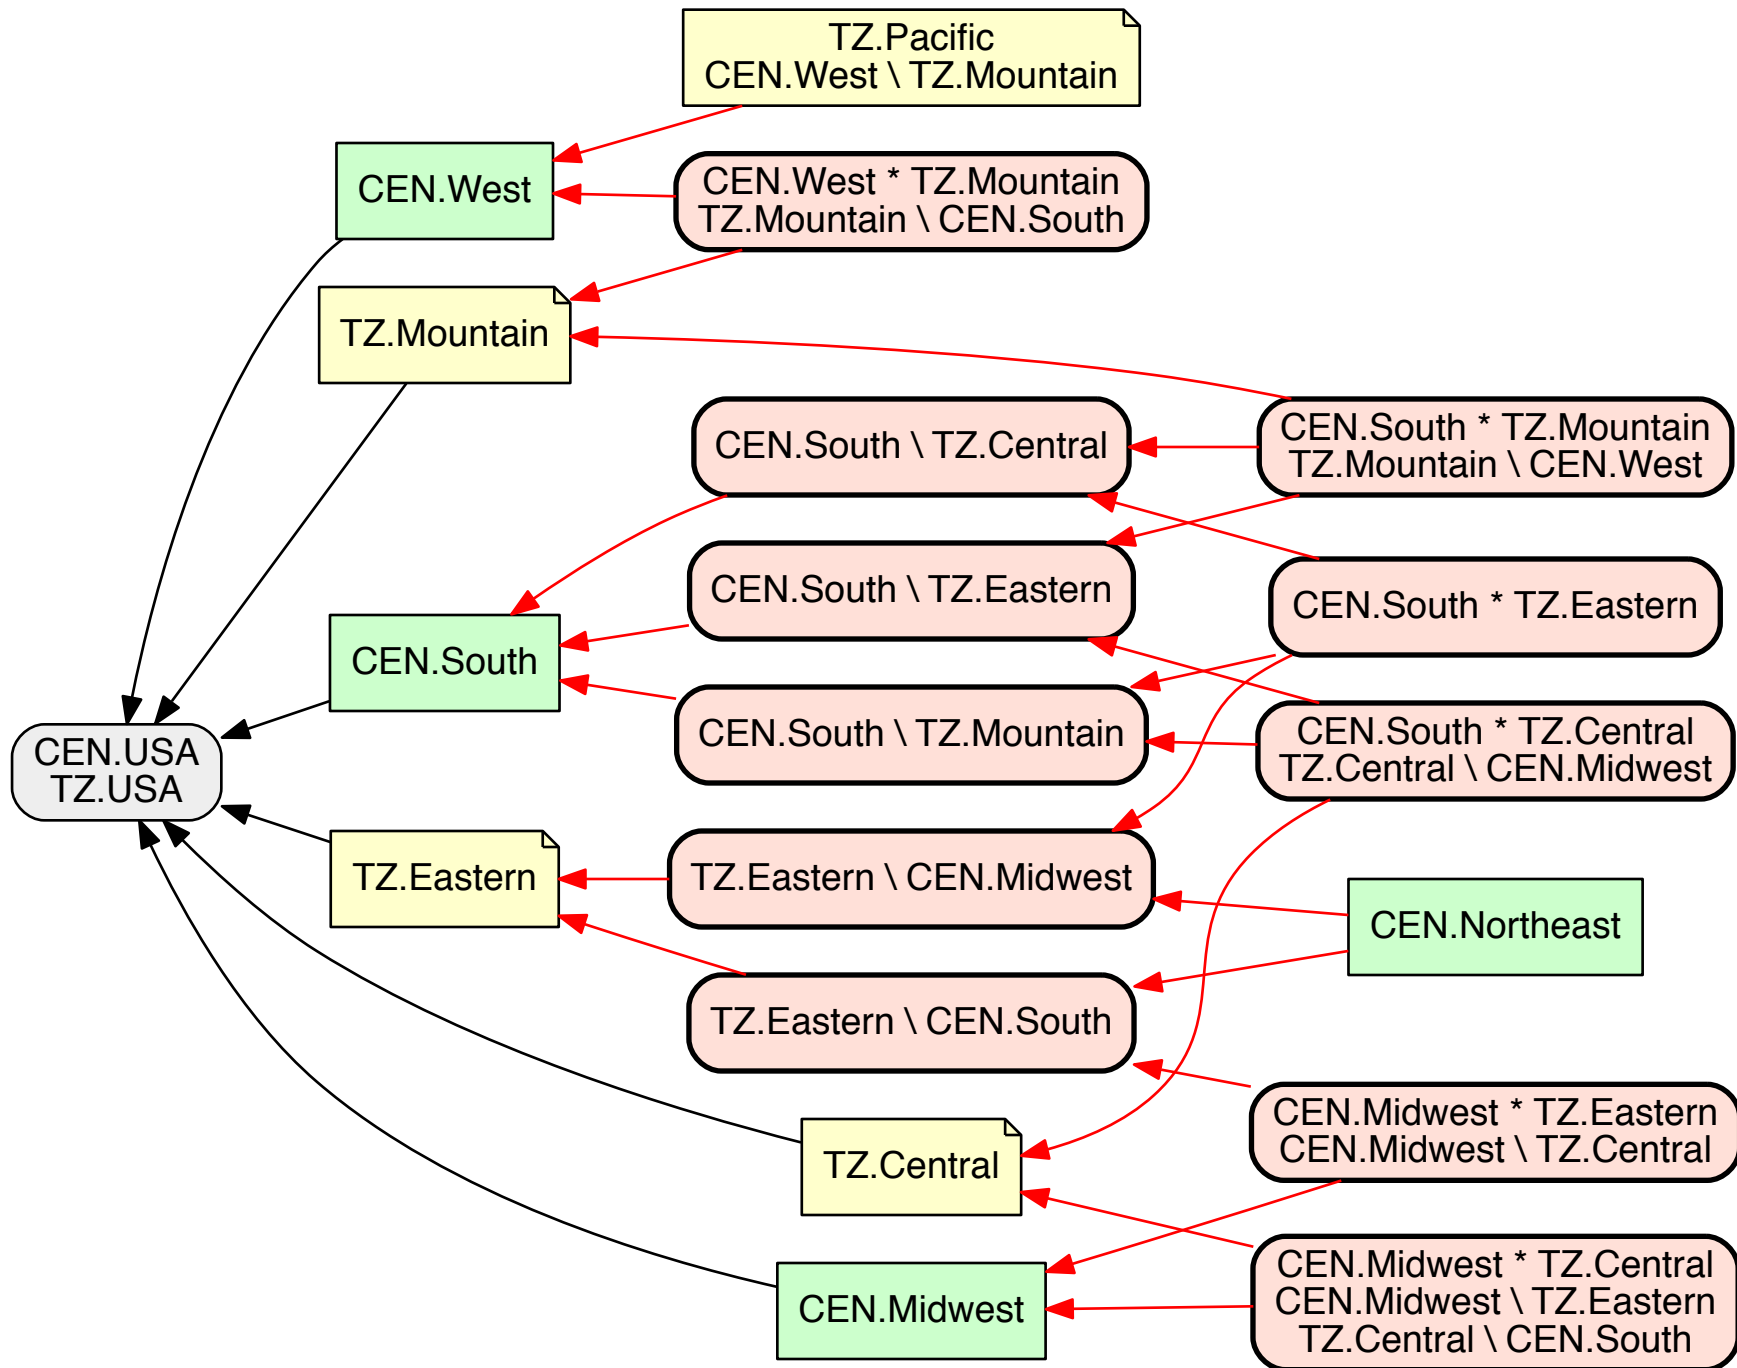 TZ.Pacific
CEN.West \ TZ.Mountain
CEN.West
CEN.West * TZ.Mountain
TZ.Mountain \ CEN.South
TZ.Mountain
CEN.South \ TZ.Central
CEN.South * TZ.Mountain
TZ.Mountain \ CEN.West
CEN.South \ TZ.Eastern
CEN.South * TZ.Eastern
CEN.South
CEN.South \ TZ.Mountain
CEN.South * TZ.Central
TZ.Central \ CEN.Midwest
CEN.USA
TZ.USA
TZ.Eastern
TZ.Eastern \ CEN.Midwest
CEN.Northeast
TZ.Eastern \ CEN.South
CEN.Midwest * TZ.Eastern
CEN.Midwest \ TZ.Central
TZ.Central
CEN.Midwest * TZ.Central
CEN.Midwest \ TZ.Eastern
TZ.Central \ CEN.South
CEN.Midwest